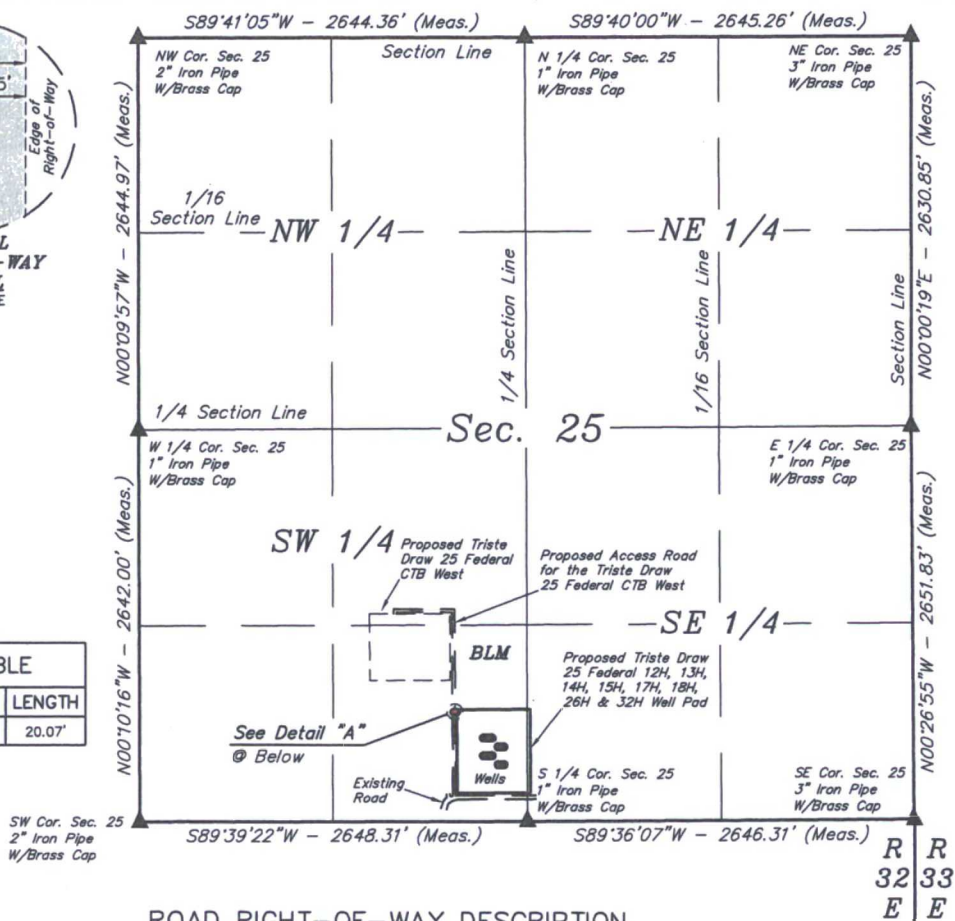 S89°41'05"W - 2644.36' (Meas.)
S89°40'00"W - 2645.26' (Meas.)
NW Cor. Sec. 25
2" Iron Pipe
W/Brass Cap
Section Line
N 1/4 Cor. Sec. 25
1" Iron Pipe
W/Brass Cap
NE Cor. Sec. 25
3" Iron Pipe
W/Brass Cap
Edge of
Right-of-Way
N00°09'57"W - 2644.97' (Meas.)
N00°00'19"E - 2630.85' (Meas.)
1/16
Section Line
NW 1/4
NE 1/4
L
-WAY
1/4 Section Line
1/16 Section Line
Section Line
1/4 Section Line
Sec. 25
W 1/4 Cor. Sec. 25
1" Iron Pipe
W/Brass Cap
E 1/4 Cor. Sec. 25
1" Iron Pipe
W/Brass Cap
N00°10'16"W - 2642.00' (Meas.)
N00°26'55"W - 2651.83' (Meas.)
SW 1/4
Proposed Triste
Draw 25 Federal
CTB West
Proposed Access Road
for the Triste Draw
25 Federal CTB West
SE 1/4
BLM
Proposed Triste Draw
25 Federal 12H, 13H,
14H, 15H, 17H, 18H,
26H & 32H Well Pad
BLE
LENGTH
20.07'
See Detail "A"
@ Below
Wells
Existing
Road
S 1/4 Cor. Sec. 25
1" Iron Pipe
W/Brass Cap
SE Cor. Sec. 25
3" Iron Pipe
W/Brass Cap
SW Cor. Sec. 25
2" Iron Pipe
W/Brass Cap
S89°39'22"W - 2648.31' (Meas.)
S89°36'07"W - 2646.31' (Meas.)
R R
32 33
E E
ROAD RIGHT-OF-WAY DESCRIPTION